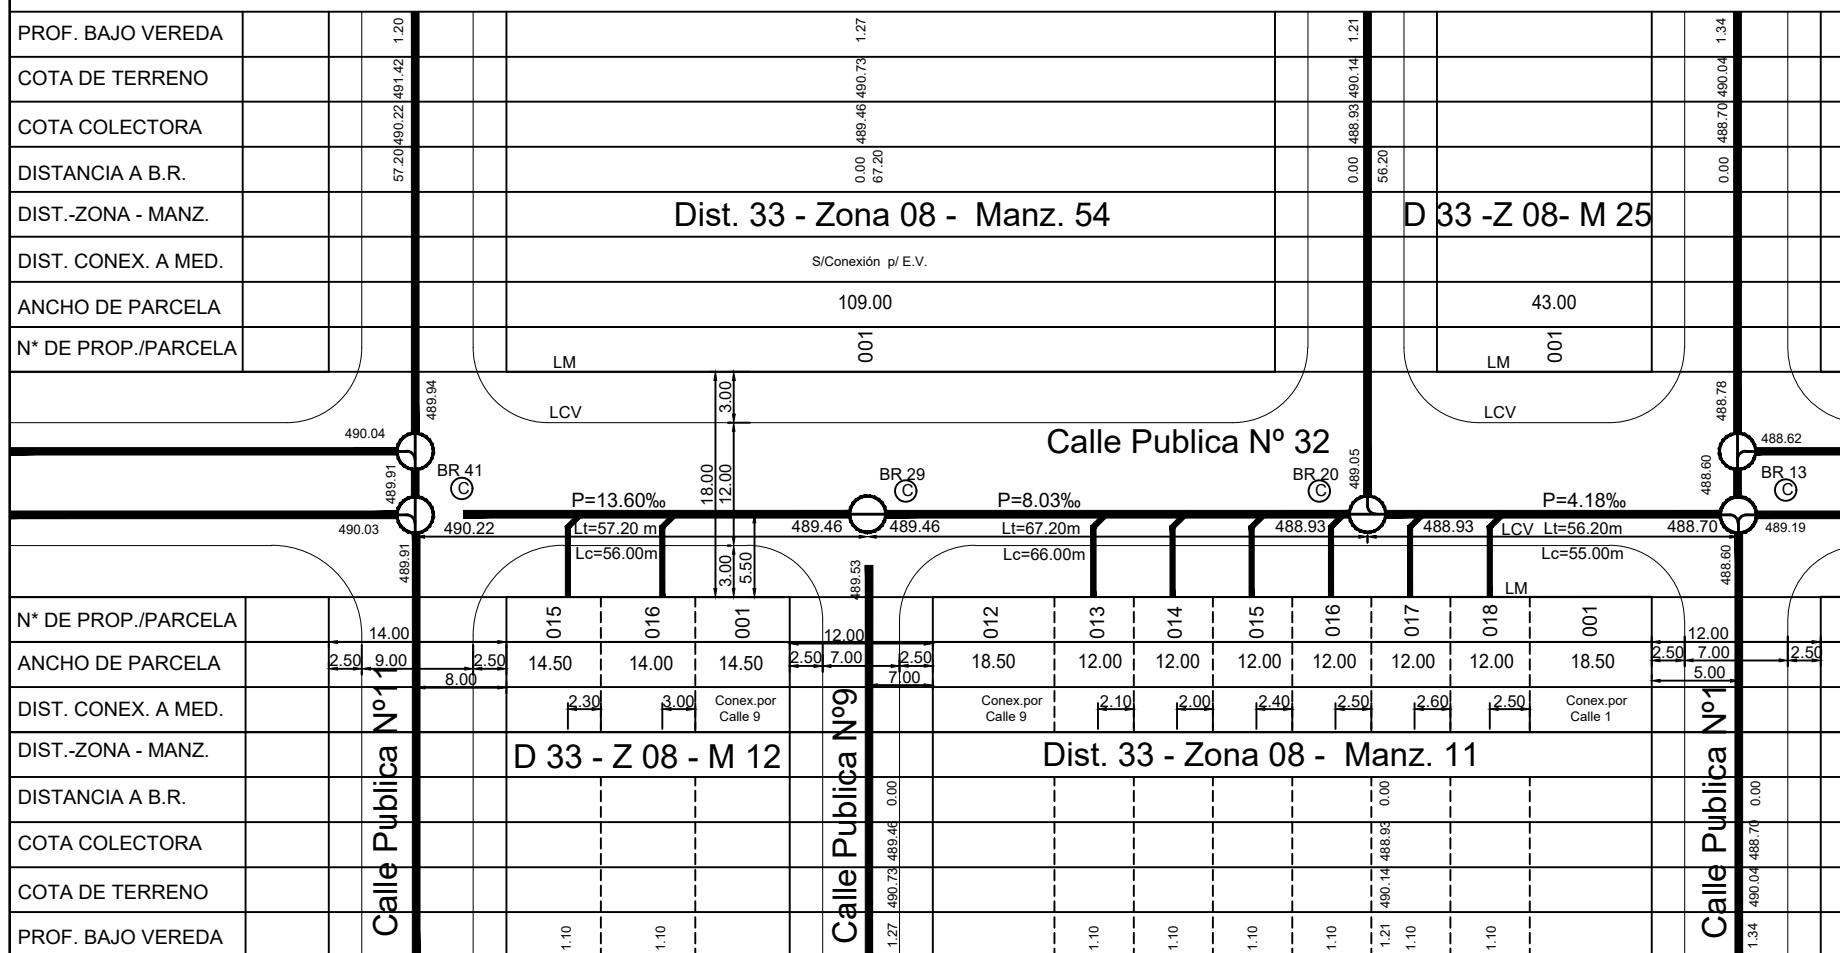 PROF. BAJO VEREDA 1.20 1.27 1.21 1.34
COTA DE TERRENO 491.42 490.73 490.14 490.04
COTA COLECTORA 490.22 489.46 488.93 488.70
DISTANCIA A B.R. 57.20 0.00 67.20 0.00 56.20 0.00
DIST.-ZONA - MANZ. Dist. 33 - Zona 08 - Manz. 54 D 33 -Z 08- M 25
DIST. CONEX. A MED. S/Conexión p/ E.V.
ANCHO DE PARCELA 109.00 43.00
N* DE PROP./PARCELA 001 001
LM LM
489.94 3.00 488.78
LCV LCV
490.04 Calle Publica Nº 32 488.62
489.91 BR 41 C 18.00 12.00 BR 29 C BR 20 C 489.05 488.60 BR 13 C
P=13.60‰ P=8.03‰ P=4.18‰
490.03 490.22 Lt=57.20 m 489.46 489.46 Lt=67.20m 488.93 488.93 LCV Lt=56.20m 488.70 489.19
489.91 Lc=56.00m 3.00 5.50 489.53 Lc=66.00m Lc=55.00m 488.60
LM
N* DE PROP./PARCELA 015 016 001 012 013 014 015 016 017 018 001
14.00 12.00 12.00
ANCHO DE PARCELA 2.50 9.00 2.50 14.50 14.00 14.50 2.50 7.00 2.50 18.50 12.00 12.00 12.00 12.00 12.00 12.00 18.50 2.50 7.00 2.50
8.00 7.00 5.00
DIST. CONEX. A MED. 2.30 3.00 Conex.por Calle 9 Conex.por Calle 9 2.10 2.00 2.40 2.50 2.60 2.50 Conex.por Calle 1
Calle Publica Nº11 Calle Publica Nº9 Calle Publica Nº1
DIST.-ZONA - MANZ. D 33 - Z 08 - M 12 Dist. 33 - Zona 08 - Manz. 11
DISTANCIA A B.R. 0.00 0.00 0.00
COTA COLECTORA 489.46 488.93 488.70
COTA DE TERRENO 490.73 490.14 490.04
PROF. BAJO VEREDA 1.10 1.10 1.27 1.10 1.10 1.10 1.10 1.21 1.10 1.10 1.34